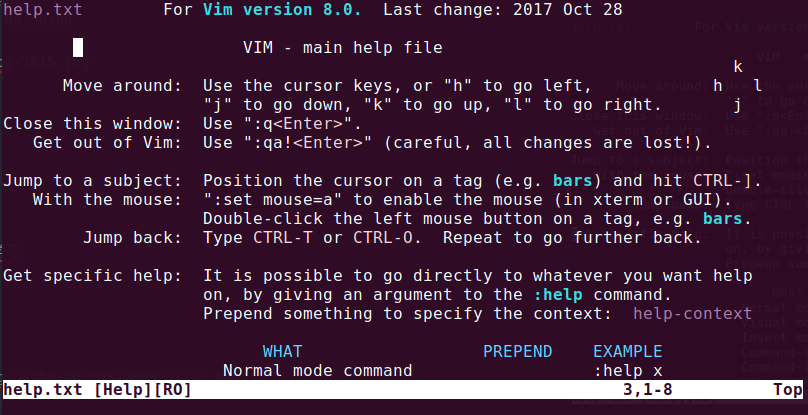 help.txt        For Vim version 8.0.  Last change: 2017 Oct 28
VIM - main help file
k
Move around:  Use the cursor keys, or "h" to go left,            h   l
"j" to go down, "k" to go up, "l" to go right.       j
Close this window:  Use ":q<Enter>".
Get out of Vim:  Use ":qa!<Enter>" (careful, all changes are lost!).
Jump to a subject:  Position the cursor on a tag (e.g. bars) and hit CTRL-].
With the mouse:  ":set mouse=a" to enable the mouse (in xterm or GUI).
Double-click the left mouse button on a tag, e.g. bars.
Jump back:  Type CTRL-T or CTRL-O.  Repeat to go further back.
Get specific help:  It is possible to go directly to whatever you want help
on, by giving an argument to the :help command.
Prepend something to specify the context:  help-context
WHAT                  PREPEND    EXAMPLE
Normal mode command                  :help x
help.txt [Help][RO]                                           3,1-8          Top